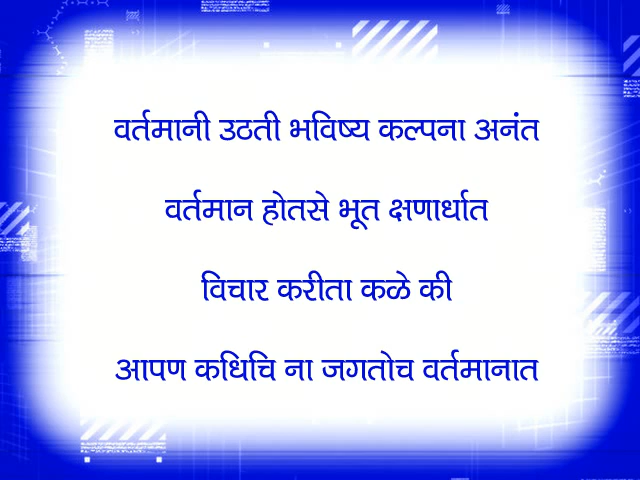 वर्तमानी उठती भविष्य कल्पना अनंत
वर्तमान होतसे भूत क्षणार्धात
विचार करीता कळे की
आपण कधिचि ना जगतोच वर्तमानात